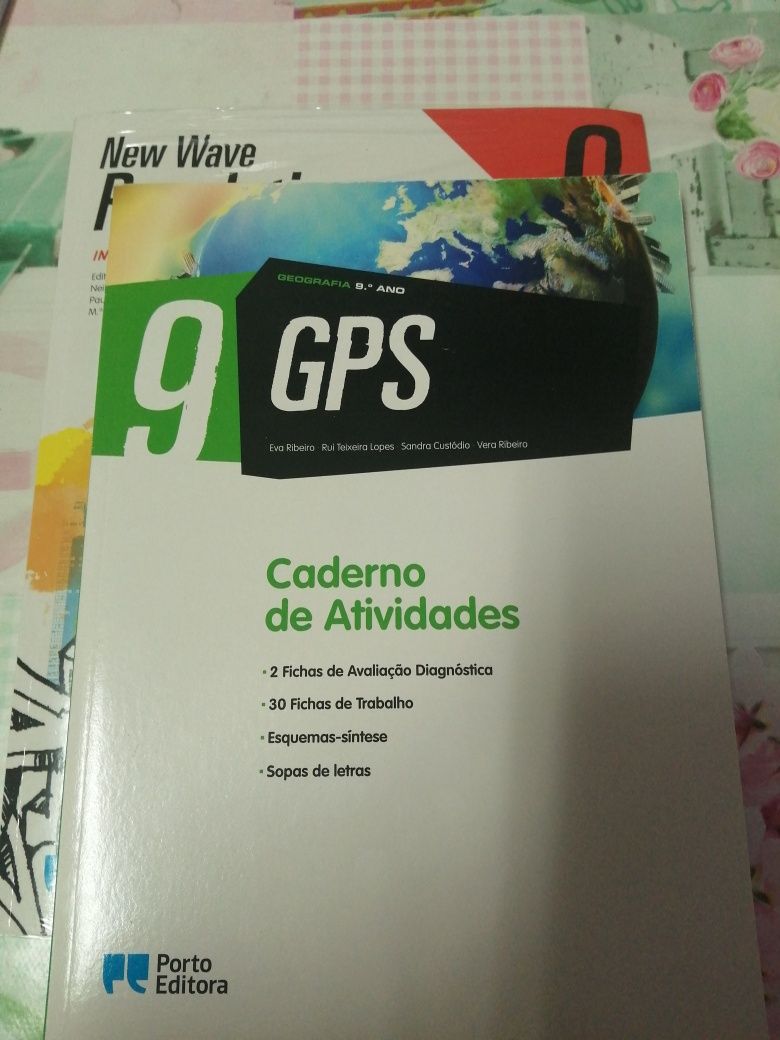 New Wave
GEOGRAFIA 9.º ANO
9 GPS
Eva Ribeiro · Rui Teixeira Lopes · Sandra Custódio · Vera Ribeiro
Caderno
de Atividades
· 2 Fichas de Avaliação Diagnóstica
· 30 Fichas de Trabalho
· Esquemas-síntese
· Sopas de letras
Porto
Editora